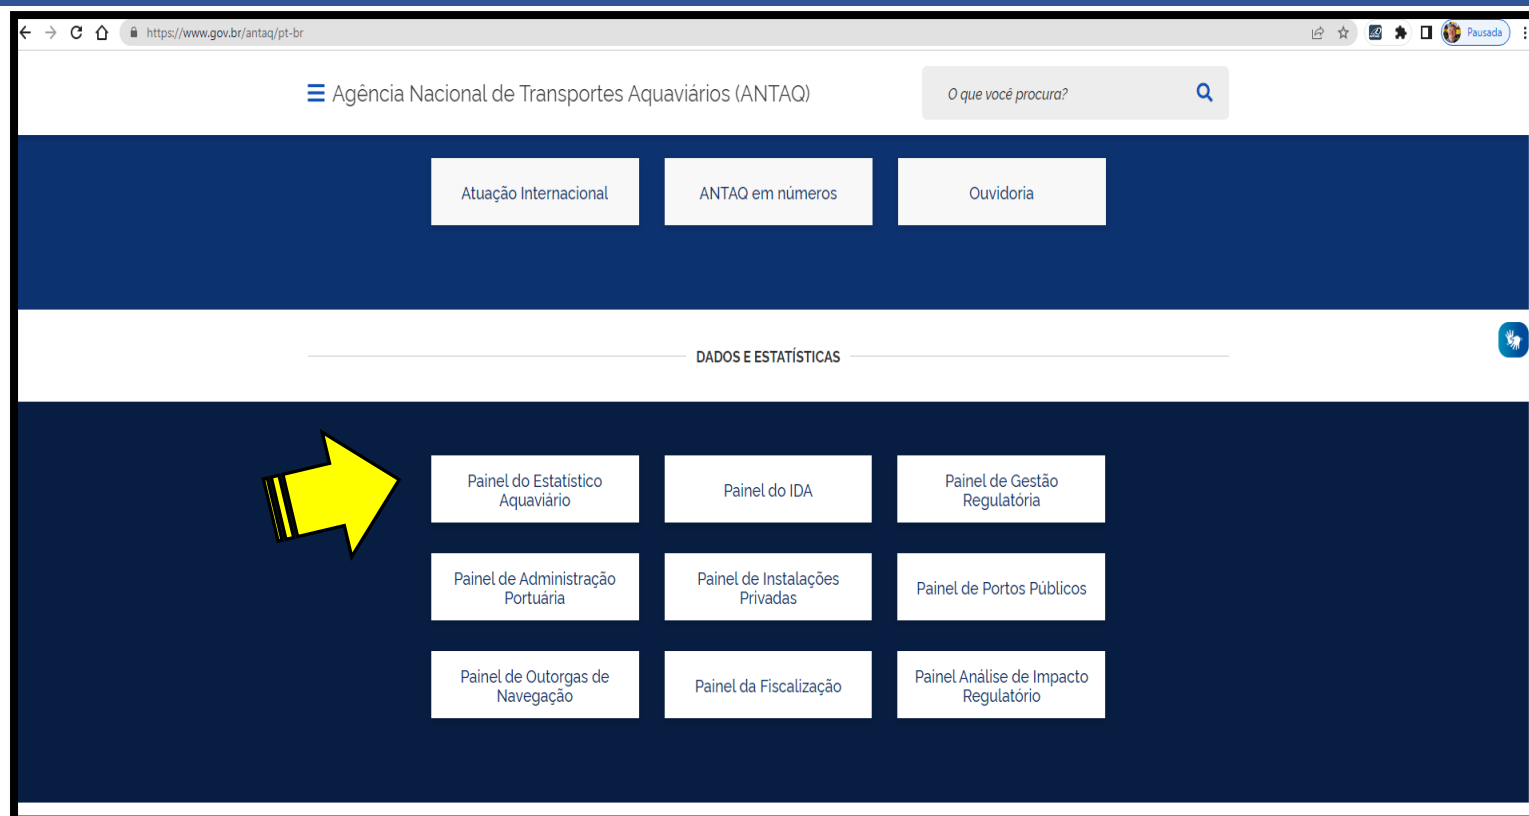 https://www.gov.br/antaq/pt-br
Pausada
Agência Nacional de Transportes Aquaviários (ANTAQ)
O que você procura?
Atuação Internacional
ANTAQ em números
Ouvidoria
DADOS E ESTATÍSTICAS
Painel do Estatístico
Aquaviário
Painel do IDA
Painel de Gestão
Regulatória
Painel de Administração
Portuária
Painel de Instalações
Privadas
Painel de Portos Públicos
Painel de Outorgas de
Navegação
Painel da Fiscalização
Painel Análise de Impacto
Regulatório